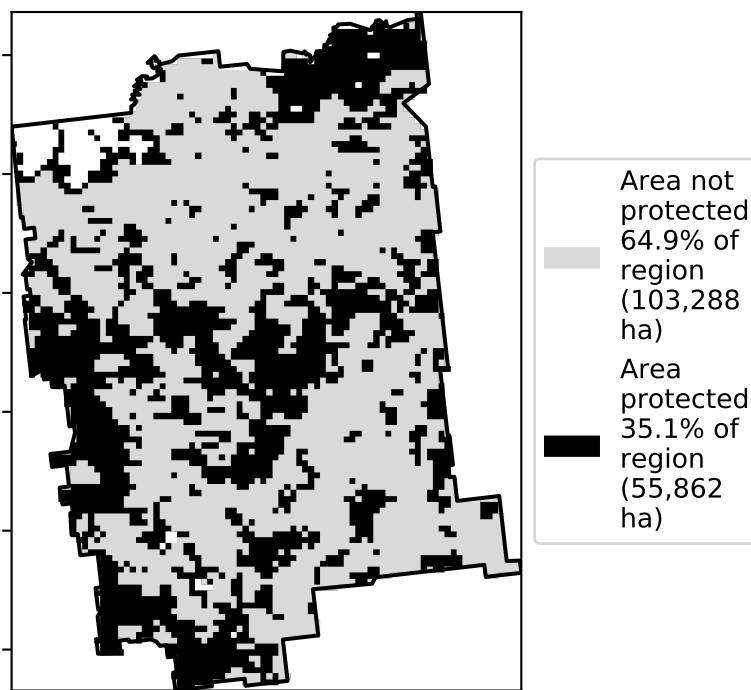 Area not
protected
64.9% of
region
(103,288
ha)
Area
protected
35.1% of
region
(55,862
ha)